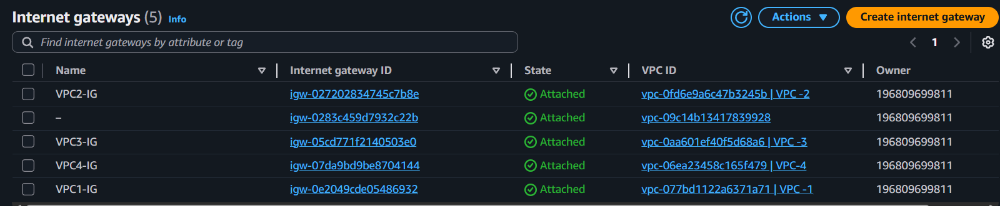 Internet gateways (5) Info Actions Create internet gateway
Find internet gateways by attribute or tag 1
Name Internet gateway ID State VPC ID Owner
VPC2-IG igw-027202834745c7b8e Attached vpc-0fd6e9a6c47b3245b | VPC -2 196809699811
– igw-0283c459d7932c22b Attached vpc-09c14b13417839928 196809699811
VPC3-IG igw-05cd771f2140503e0 Attached vpc-0aa601ef40f5d68a6 | VPC -3 196809699811
VPC4-IG igw-07da9bd9be8704144 Attached vpc-06ea23458c165f479 | VPC-4 196809699811
VPC1-IG igw-0e2049cde05486932 Attached vpc-077bd1122a6371a71 | VPC -1 196809699811